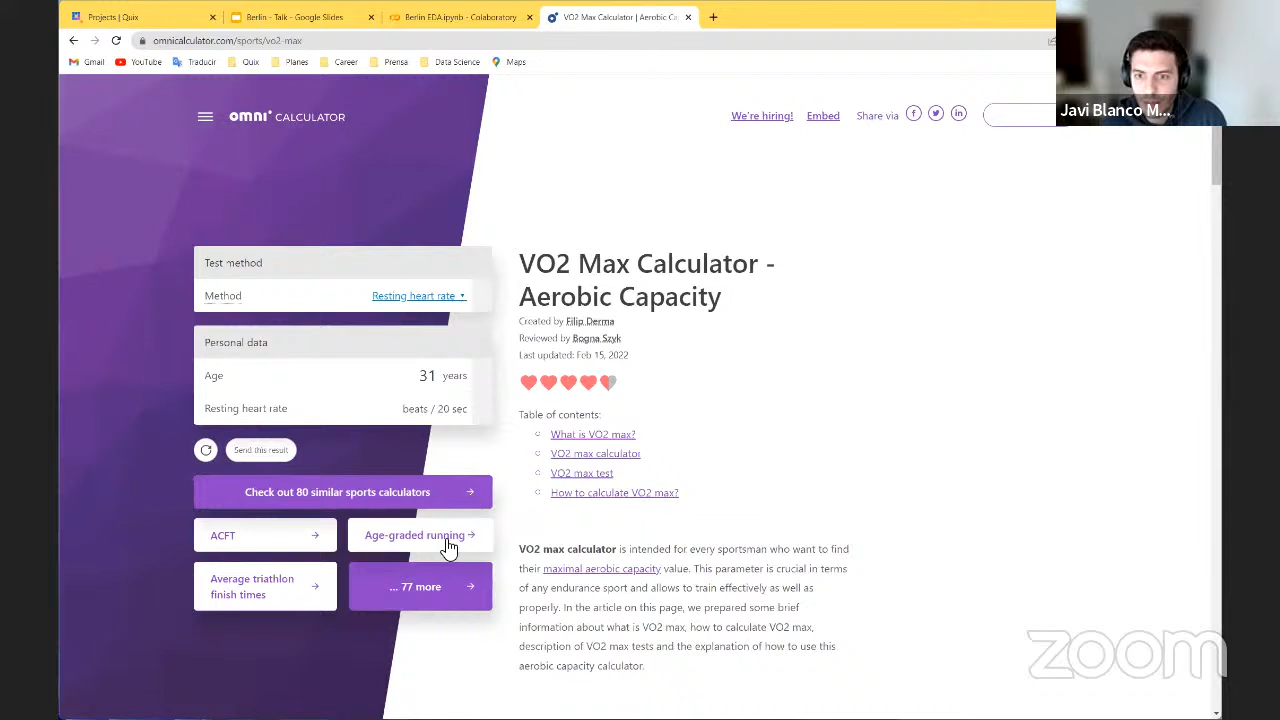 Projects | Quix
Berlin - Talk - Google Slides
Berlin EDA.ipynb - Colaboratory
VO2 Max Calculator | Aerobic Ca
omnicalculator.com/sports/vo2-max
Gmail
YouTube
Traducir
Quix
Planes
Career
Prensa
Data Science
Maps
Javi Blanco M...
omni CALCULATOR
We're hiring!
Embed
Share via
Test method
Method
Resting heart rate
Personal data
Age
31 years
Resting heart rate
beats / 20 sec
Send this result
Check out 80 similar sports calculators
ACFT
Age-graded running
Average triathlon
finish times
... 77 more
VO2 Max Calculator -
Aerobic Capacity
Created by Filip Derma
Reviewed by Bogna Szyk
Last updated: Feb 15, 2022
Table of contents:
What is VO2 max?
VO2 max calculator
VO2 max test
How to calculate VO2 max?
VO2 max calculator is intended for every sportsman who want to find
their maximal aerobic capacity value. This parameter is crucial in terms
of any endurance sport and allows to train effectively as well as
properly. In the article on this page, we prepared some brief
information about what is VO2 max, how to calculate VO2 max,
description of VO2 max tests and the explanation of how to use this
aerobic capacity calculator.
zoom